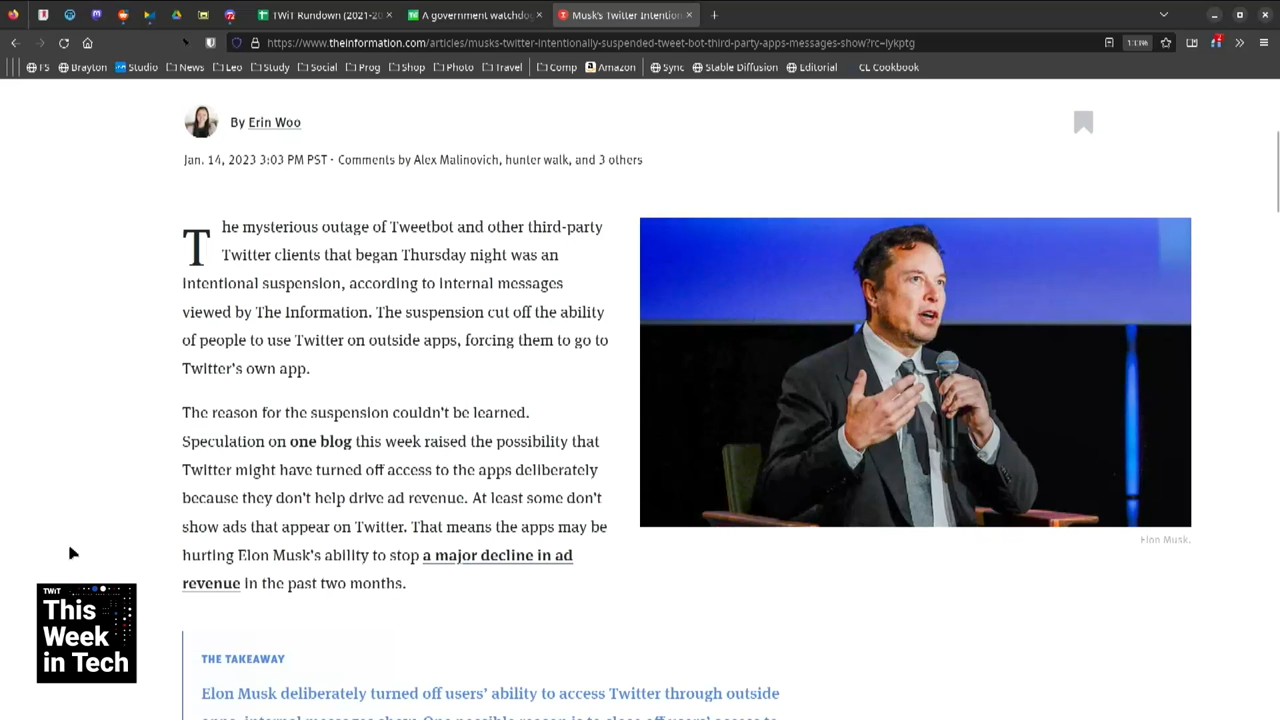 TWiT Rundown (2021-20
A government watchdo
Musk's Twitter Intention
https://www.theinformation.com/articles/musks-twitter-intentionally-suspended-tweet-bot-third-party-apps-messages-show?rc=lykptg
133%
2
FS Brayton Studio News Leo Study Social Prog Shop Photo Travel Comp Amazon Sync Stable Diffusion Editorial CL Cookbook
By Erin Woo
Jan. 14, 2023 3:03 PM PST · Comments by Alex Malinovich, hunter walk, and 3 others
The mysterious outage of Tweetbot and other third-party
Twitter clients that began Thursday night was an
intentional suspension, according to internal messages
viewed by The Information. The suspension cut off the ability
of people to use Twitter on outside apps, forcing them to go to
Twitter's own app.
The reason for the suspension couldn't be learned.
Speculation on one blog this week raised the possibility that
Twitter might have turned off access to the apps deliberately
because they don't help drive ad revenue. At least some don't
show ads that appear on Twitter. That means the apps may be
hurting Elon Musk's ability to stop a major decline in ad
revenue in the past two months.
Elon Musk.
TWiT
This
Week
in Tech
THE TAKEAWAY
Elon Musk deliberately turned off users' ability to access Twitter through outside
apps, internal messages show. One possible reason is to close off users' access to